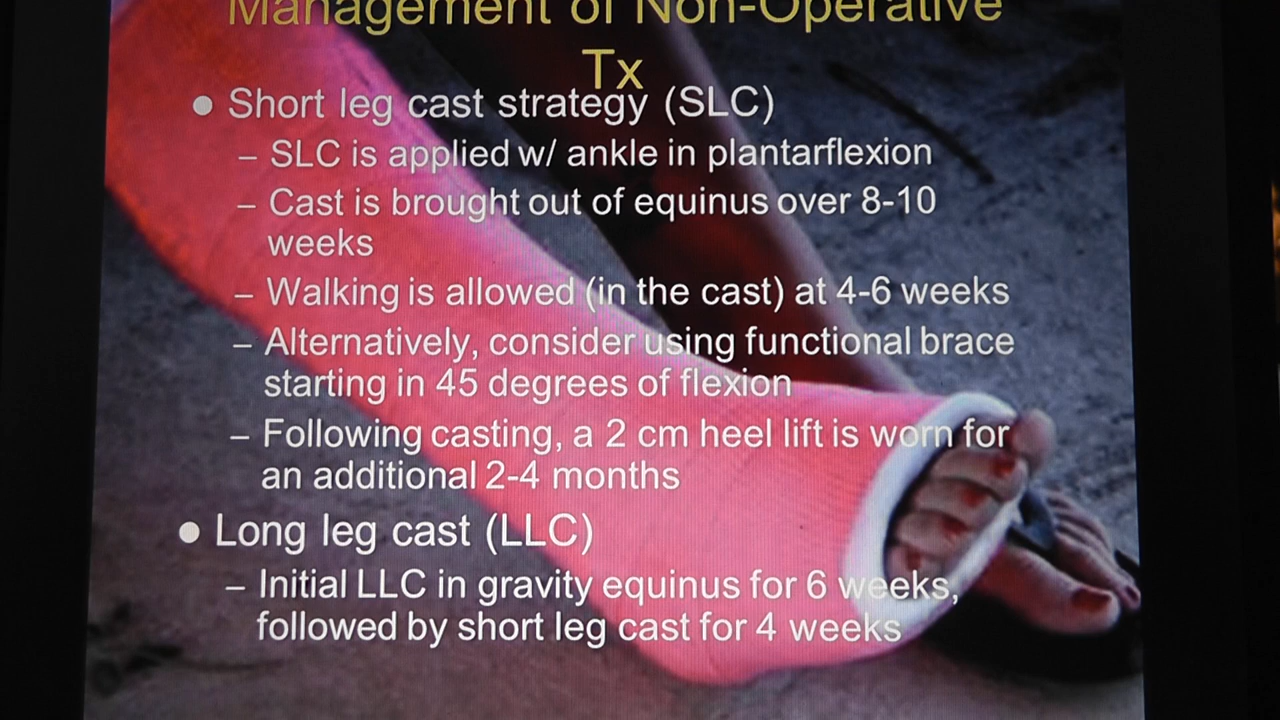 Management of Non-Operative
Tx
● Short leg cast strategy (SLC)
– SLC is applied w/ ankle in plantarflexion
– Cast is brought out of equinus over 8-10
weeks
– Walking is allowed (in the cast) at 4-6 weeks
– Alternatively, consider using functional brace
starting in 45 degrees of flexion
– Following casting, a 2 cm heel lift is worn for
an additional 2-4 months
● Long leg cast (LLC)
– Initial LLC in gravity equinus for 6 weeks,
followed by short leg cast for 4 weeks